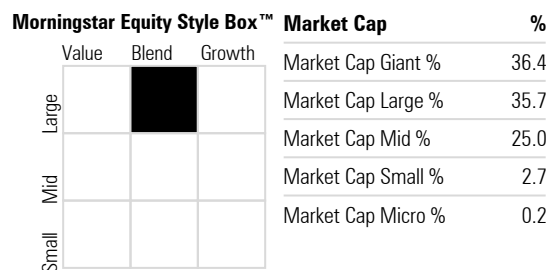 Morningstar Equity Style Box™
Value Blend Growth
Large
Mid
Small
Market Cap %
Market Cap Giant % 36.4
Market Cap Large % 35.7
Market Cap Mid % 25.0
Market Cap Small % 2.7
Market Cap Micro % 0.2